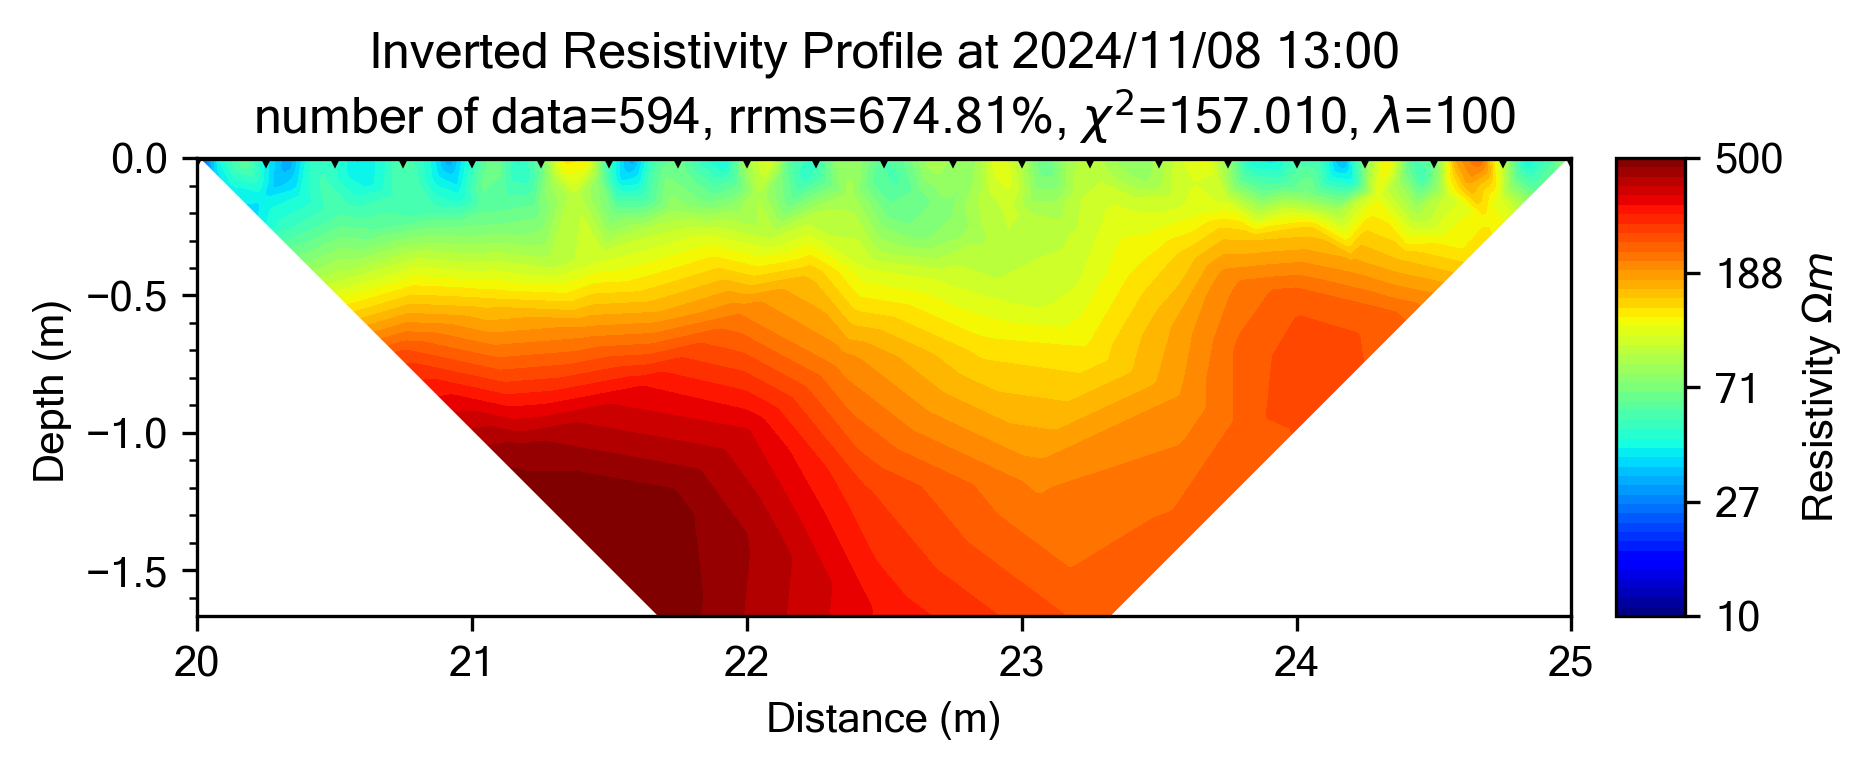 Inverted Resistivity Profile at 2024/11/08 13:00
number of data=594, rrms=674.81%, χ²=157.010, λ=100
0.0
−0.5
−1.0
−1.5
Depth (m)
20 21 22 23 24 25
Distance (m)
500
188
71
27
10
Resistivity Ωm